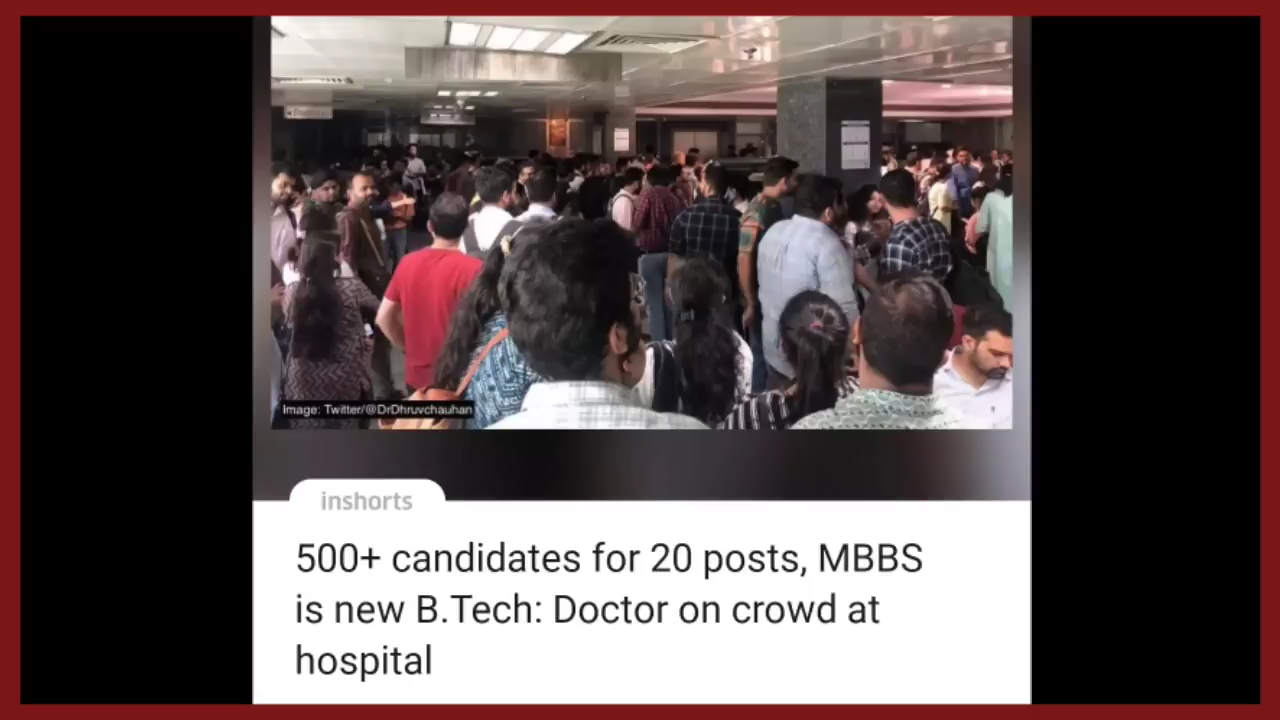 Image: Twitter/@DrDhruvchauhan
inshorts
500+ candidates for 20 posts, MBBS
is new B.Tech: Doctor on crowd at
hospital